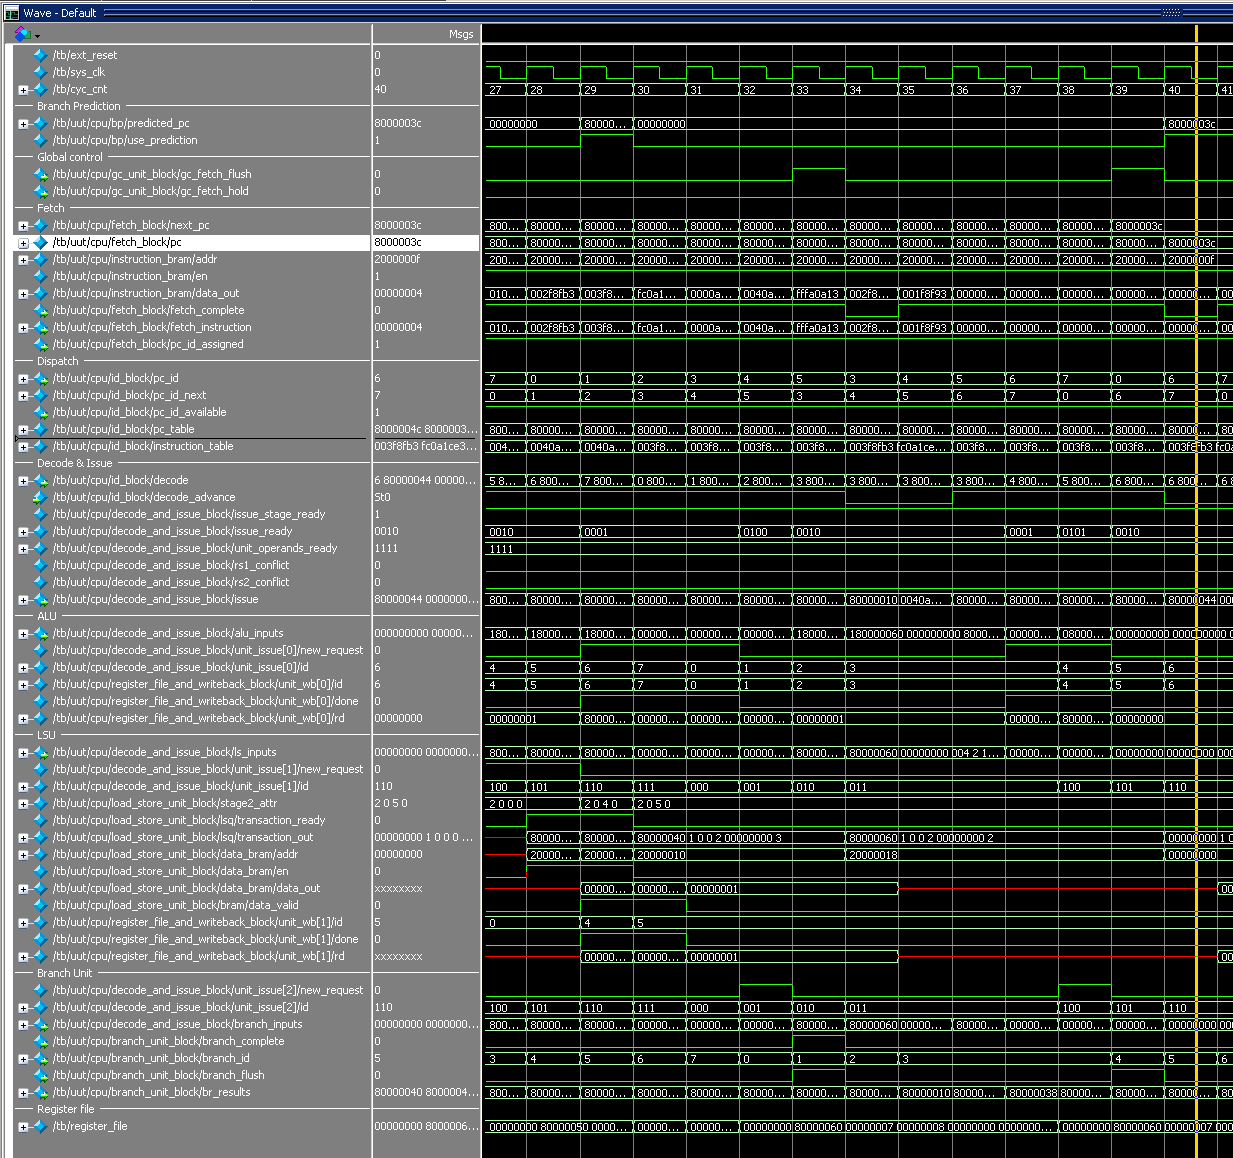 Wave - Default
Msgs
/tb/ext_reset 0
/tb/sys_clk 0
/tb/cyc_cnt 40 27 28 29 30 31 32 33 34 35 36 37 38 39 40 41
Branch Prediction
/tb/uut/cpu/bp/predicted_pc 8000003c 00000000 80000... 00000000 8000003c
/tb/uut/cpu/bp/use_prediction 1
Global control
/tb/uut/cpu/gc_unit_block/gc_fetch_flush 0
/tb/uut/cpu/gc_unit_block/gc_fetch_hold 0
Fetch
/tb/uut/cpu/fetch_block/next_pc 8000003c 800... 80000... 80000... 80000... 80000... 80000... 80000... 80000... 80000... 80000... 80000... 80000... 8000003c
/tb/uut/cpu/fetch_block/pc 8000003c 800... 80000... 80000... 80000... 80000... 80000... 80000... 80000... 80000... 80000... 80000... 80000... 80000... 8000003c
/tb/uut/cpu/instruction_bram/addr 2000000f 200... 20000... 20000... 20000... 20000... 20000... 20000... 20000... 20000... 20000... 20000... 20000... 20000... 2000000f
/tb/uut/cpu/instruction_bram/en 1
/tb/uut/cpu/instruction_bram/data_out 00000004 010... 002f8fb3 003f8... fc0a1... 0000a... 0040a... fffa0a13 002f8... 001f8f93 00000... 00000... 00000... 00000... 00000... 00...
/tb/uut/cpu/fetch_block/fetch_complete 0
/tb/uut/cpu/fetch_block/fetch_instruction 00000004 010... 002f8fb3 003f8... fc0a1... 0000a... 0040a... fffa0a13 002f8... 001f8f93 00000... 00000... 00000... 00000... 00000... 00...
/tb/uut/cpu/fetch_block/pc_id_assigned 1
Dispatch
/tb/uut/cpu/id_block/pc_id 6 7 0 1 2 3 4 5 3 4 5 6 7 0 6 7
/tb/uut/cpu/id_block/pc_id_next 7 0 1 2 3 4 5 6 4 5 6 7 0 1 7 0
/tb/uut/cpu/id_block/pc_id_available 1
/tb/uut/cpu/id_block/pc_table 8000004c 8000003... 800... 80000... 80000... 80000... 80000... 80000... 80000... 80000... 80000... 80000... 80000... 80000... 80000... 80000... 80...
/tb/uut/cpu/id_block/instruction_table 003f8fb3 fc0a1ce3... 004... 0040a... 0040a... 003f8... 003f8... 003f8... 003f8... 003f8fb3 fc0a1ce... 003f8... 003f8... 003f8... 003f8... 003f8fb3 fc0...
Decode & Issue
/tb/uut/cpu/id_block/decode 6 80000044 00000... 5 8... 6 800... 7 800... 0 800... 1 800... 2 800... 3 800... 3 800... 3 800... 3 800... 4 800... 5 800... 6 800... 6 800... 6 8
/tb/uut/cpu/id_block/decode_advance St0
/tb/uut/cpu/decode_and_issue_block/issue_stage_ready 1
/tb/uut/cpu/decode_and_issue_block/issue_ready 0010 0010 0001 0100 0010 0001 0101 0010
/tb/uut/cpu/decode_and_issue_block/unit_operands_ready 1111 1111
/tb/uut/cpu/decode_and_issue_block/rs1_conflict 0
/tb/uut/cpu/decode_and_issue_block/rs2_conflict 0
/tb/uut/cpu/decode_and_issue_block/issue 80000044 0000000... 800... 80000... 80000... 80000... 80000... 80000... 80000... 80000010 0040a... 80000... 80000... 80000... 80000... 80000044 000
ALU
/tb/uut/cpu/decode_and_issue_block/alu_inputs 000000000 00000... 180... 18000... 18000... 00000... 00000... 00000... 18000... 18000060 000000000 8000... 00000... 08000... 000000000 000000000 0
/tb/uut/cpu/decode_and_issue_block/unit_issue[0]/new_request 0
/tb/uut/cpu/decode_and_issue_block/unit_issue[0]/id 6 4 5 6 7 0 1 2 3 4 5 6
/tb/uut/cpu/register_file_and_writeback_block/unit_wb[0]/id 6 4 5 6 7 0 1 2 3 4 5 6
/tb/uut/cpu/register_file_and_writeback_block/unit_wb[0]/done 0
/tb/uut/cpu/register_file_and_writeback_block/unit_wb[0]/rd 00000000 00000001 80000... 00000... 00000... 00000... 00000001 00000... 80000... 00000000
LSU
/tb/uut/cpu/decode_and_issue_block/ls_inputs 00000000 0000000... 800... 80000... 80000... 00000... 00000... 00000... 80000... 80000060 00000000 004 2 1... 00000... 00000... 00000000 00000000 000
/tb/uut/cpu/decode_and_issue_block/unit_issue[1]/new_request 0
/tb/uut/cpu/decode_and_issue_block/unit_issue[1]/id 110 100 101 110 111 000 001 010 011 100 101 110
/tb/uut/cpu/load_store_unit_block/stage2_attr 2 0 5 0 2 0 0 0 2 0 4 0 2 0 5 0
/tb/uut/cpu/load_store_unit_block/lsq/transaction_ready 0
/tb/uut/cpu/load_store_unit_block/lsq/transaction_out 00000000 1 0 0 0 ... 80000... 80000... 80000040 1 0 0 2 00000000 3 80000060 1 0 0 2 00000000 2 00000000 1 0
/tb/uut/cpu/load_store_unit_block/data_bram/addr 00000000 20000... 20000... 20000010 20000018 00000000
/tb/uut/cpu/load_store_unit_block/data_bram/en 0
/tb/uut/cpu/load_store_unit_block/data_bram/data_out xxxxxxxx 00000... 00000... 00000001 00
/tb/uut/cpu/load_store_unit_block/bram/data_valid 0
/tb/uut/cpu/register_file_and_writeback_block/unit_wb[1]/id 5 0 4 5
/tb/uut/cpu/register_file_and_writeback_block/unit_wb[1]/done 0
/tb/uut/cpu/register_file_and_writeback_block/unit_wb[1]/rd xxxxxxxx 00000... 00000... 00000001 00
Branch Unit
/tb/uut/cpu/decode_and_issue_block/unit_issue[2]/new_request 0
/tb/uut/cpu/decode_and_issue_block/unit_issue[2]/id 110 100 101 110 111 000 001 010 011 100 101 110
/tb/uut/cpu/decode_and_issue_block/branch_inputs 00000000 0000000... 800... 80000... 80000... 00000... 00000... 00000... 80000... 80000060 00000... 80000... 00000... 00000... 00000... 00000000 000
/tb/uut/cpu/branch_unit_block/branch_complete 0
/tb/uut/cpu/branch_unit_block/branch_id 5 3 4 5 6 7 0 1 2 3 4 5 6
/tb/uut/cpu/branch_unit_block/branch_flush 0
/tb/uut/cpu/branch_unit_block/br_results 80000040 8000004... 800... 80000... 80000... 80000... 80000... 80000... 80000... 80000... 80000010 80000... 80000038 80000... 80000... 80000... 80
Register file
/tb/register_file 00000000 8000006... 00000000 80000050 0000... 00000... 00000... 00000000 80000060 00000007 00000008 00000000 00000000 00000... 00000000 80000060 00000007 000